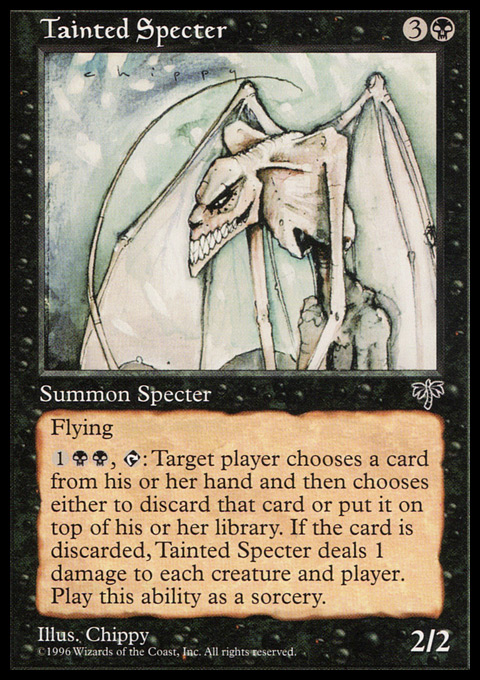 Tainted Specter 3
chippy
Summon Specter
Flying
1, : Target player chooses a card
from his or her hand and then chooses
either to discard that card or put it on
top of his or her library. If the card is
discarded, Tainted Specter deals 1
damage to each creature and player.
Play this ability as a sorcery.
Illus. Chippy
©1996 Wizards of the Coast, Inc. All rights reserved.
2/2